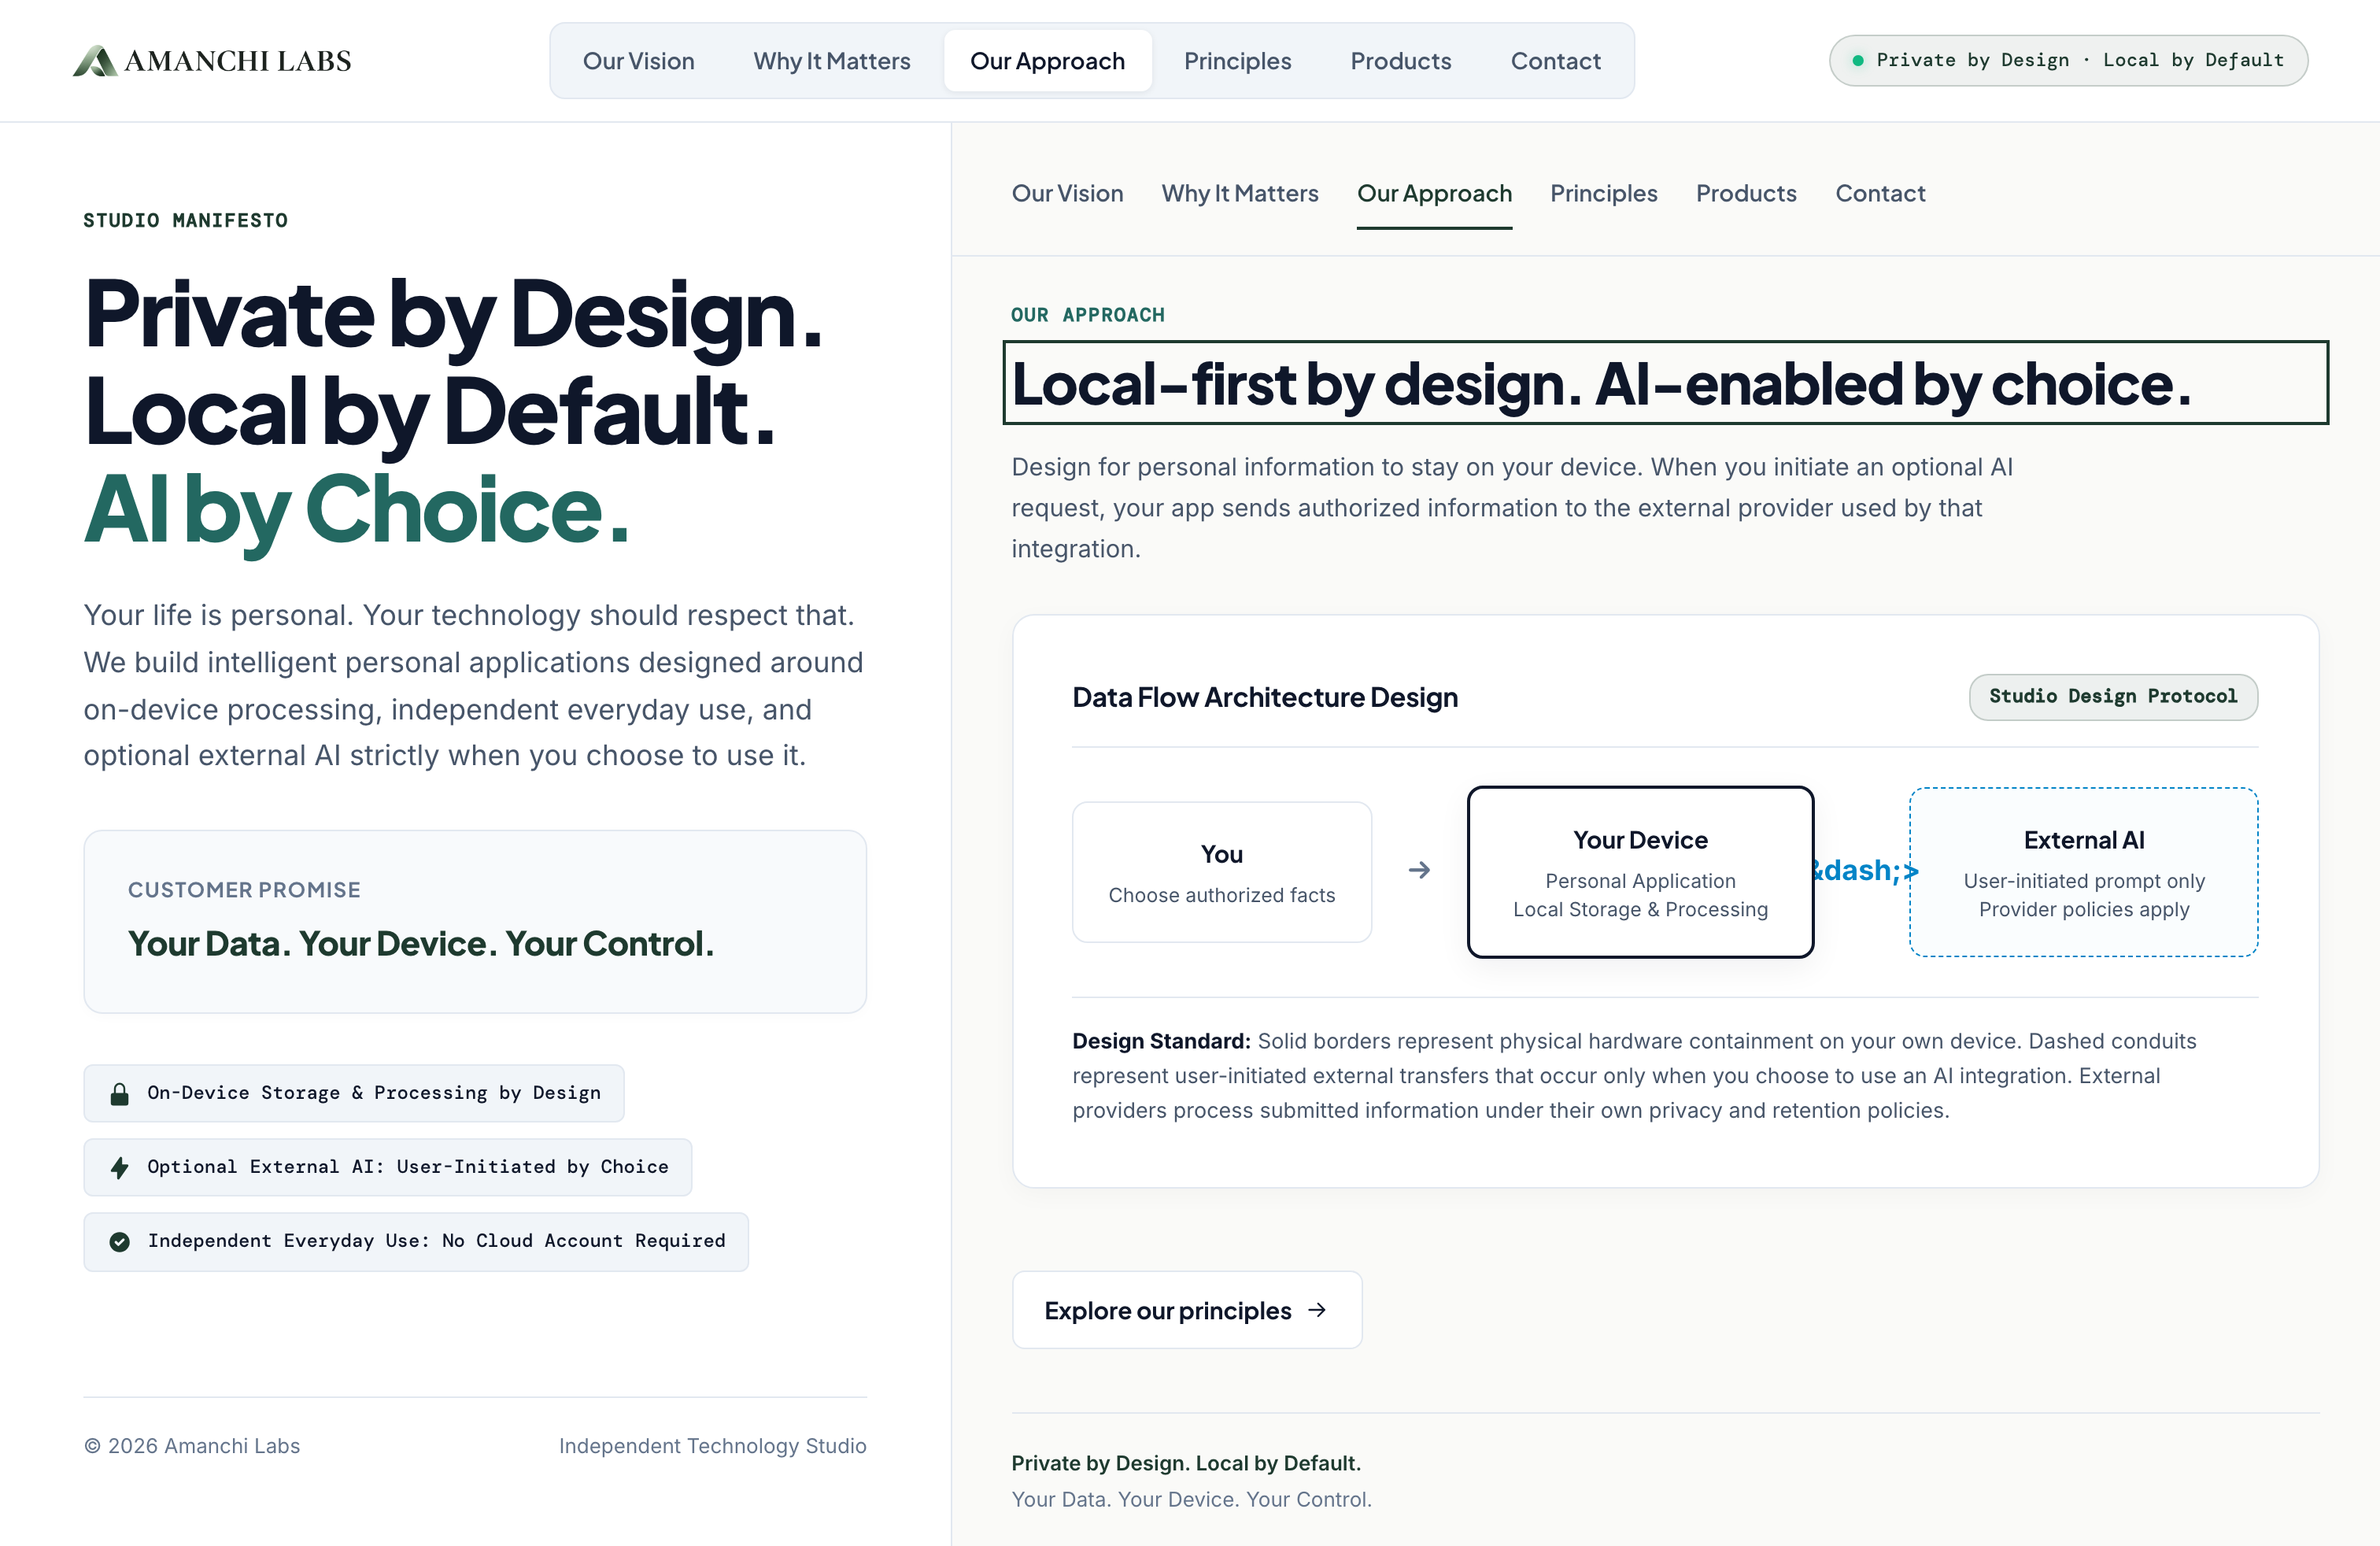 AMANCHI LABS
Our Vision
Why It Matters
Our Approach
Principles
Products
Contact
Private by Design · Local by Default
STUDIO MANIFESTO
Private by Design.
Local by Default.
AI by Choice.
Your life is personal. Your technology should respect that.
We build intelligent personal applications designed around
on-device processing, independent everyday use, and
optional external AI strictly when you choose to use it.
CUSTOMER PROMISE
Your Data. Your Device. Your Control.
On-Device Storage & Processing by Design
Optional External AI: User-Initiated by Choice
Independent Everyday Use: No Cloud Account Required
© 2026 Amanchi Labs
Independent Technology Studio
Our Vision
Why It Matters
Our Approach
Principles
Products
Contact
OUR APPROACH
Local-first by design. AI-enabled by choice.
Design for personal information to stay on your device. When you initiate an optional AI
request, your app sends authorized information to the external provider used by that
integration.
Data Flow Architecture Design
Studio Design Protocol
You
Choose authorized facts
→
Your Device
Personal Application
Local Storage & Processing
&dash;>
External AI
User-initiated prompt only
Provider policies apply
Design Standard: Solid borders represent physical hardware containment on your own device. Dashed conduits
represent user-initiated external transfers that occur only when you choose to use an AI integration. External
providers process submitted information under their own privacy and retention policies.
Explore our principles →
Private by Design. Local by Default.
Your Data. Your Device. Your Control.